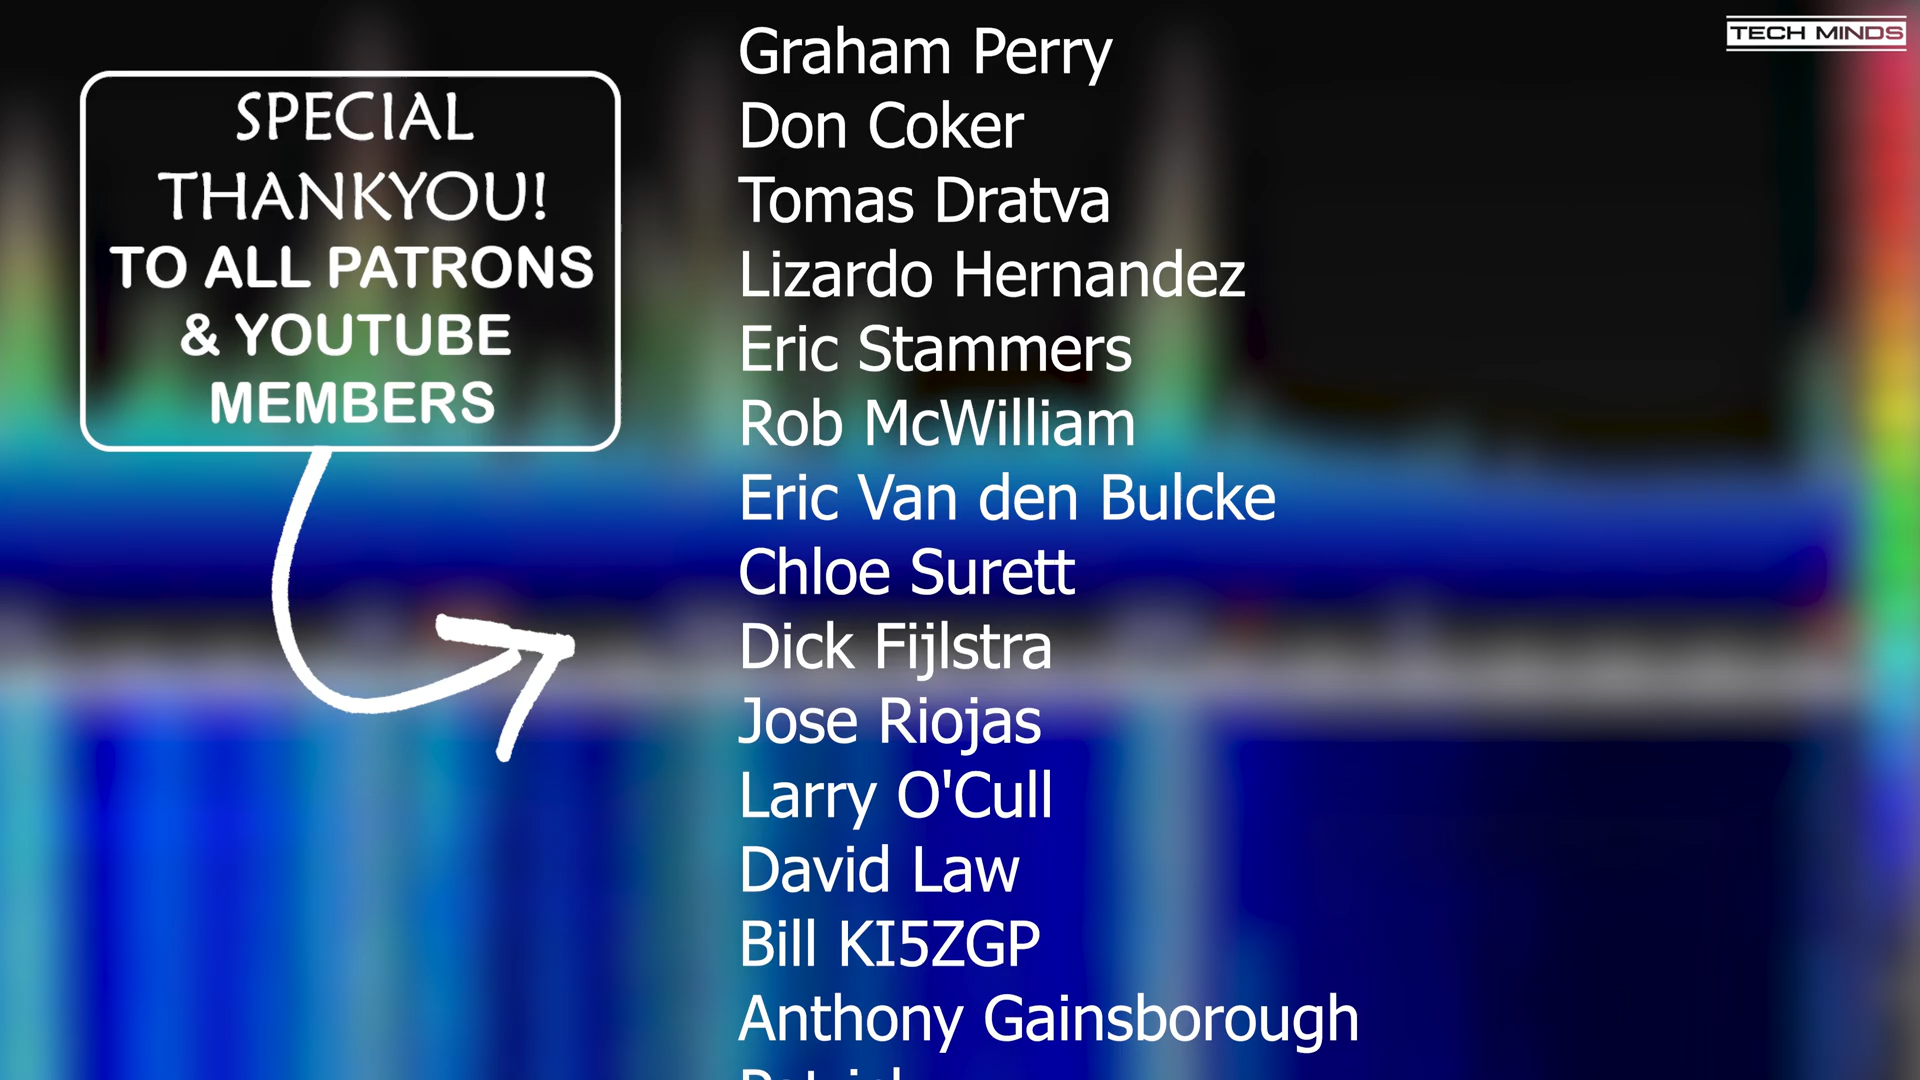 TECH MINDS
SPECIAL
THANKYOU!
TO ALL PATRONS
& YOUTUBE
MEMBERS
Graham Perry
Don Coker
Tomas Dratva
Lizardo Hernandez
Eric Stammers
Rob McWilliam
Eric Van den Bulcke
Chloe Surett
Dick Fijlstra
Jose Riojas
Larry O'Cull
David Law
Bill KI5ZGP
Anthony Gainsborough